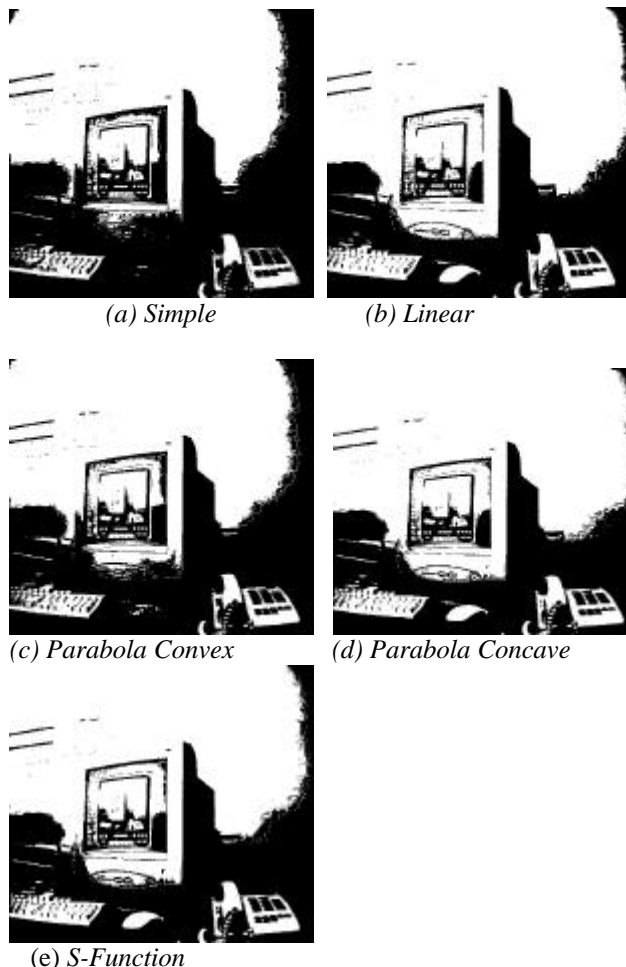 (a) Simple
(b) Linear
(c) Parabola Convex
(d) Parabola Concave
(e) S-Function